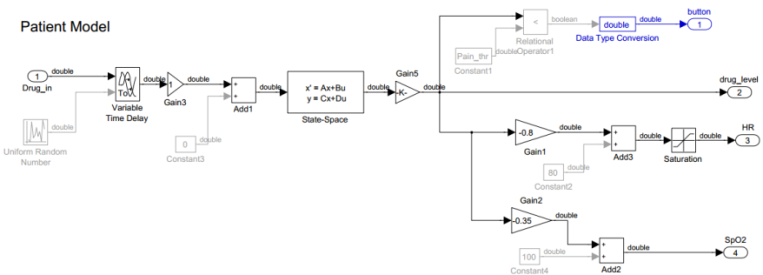 Patient Model
button
double
boolean
double
double
1
<
Relational
Operator1
Data Type Conversion
Pain_thr
double
Constant1
1
double
Drug_in
To
Variable
Time Delay
double
1
Gain3
double
Add1
double
x' = Ax+Bu
y = Cx+Du
State-Space
double
Gain5
-K-
double
drug_level
2
double
Uniform Random
Number
0
double
Constant3
-0.8
Gain1
double
80
double
Constant2
Add3
double
Saturation
double
HR
3
Gain2
-0.35
double
100
double
Constant4
Add2
double
SpO2
4